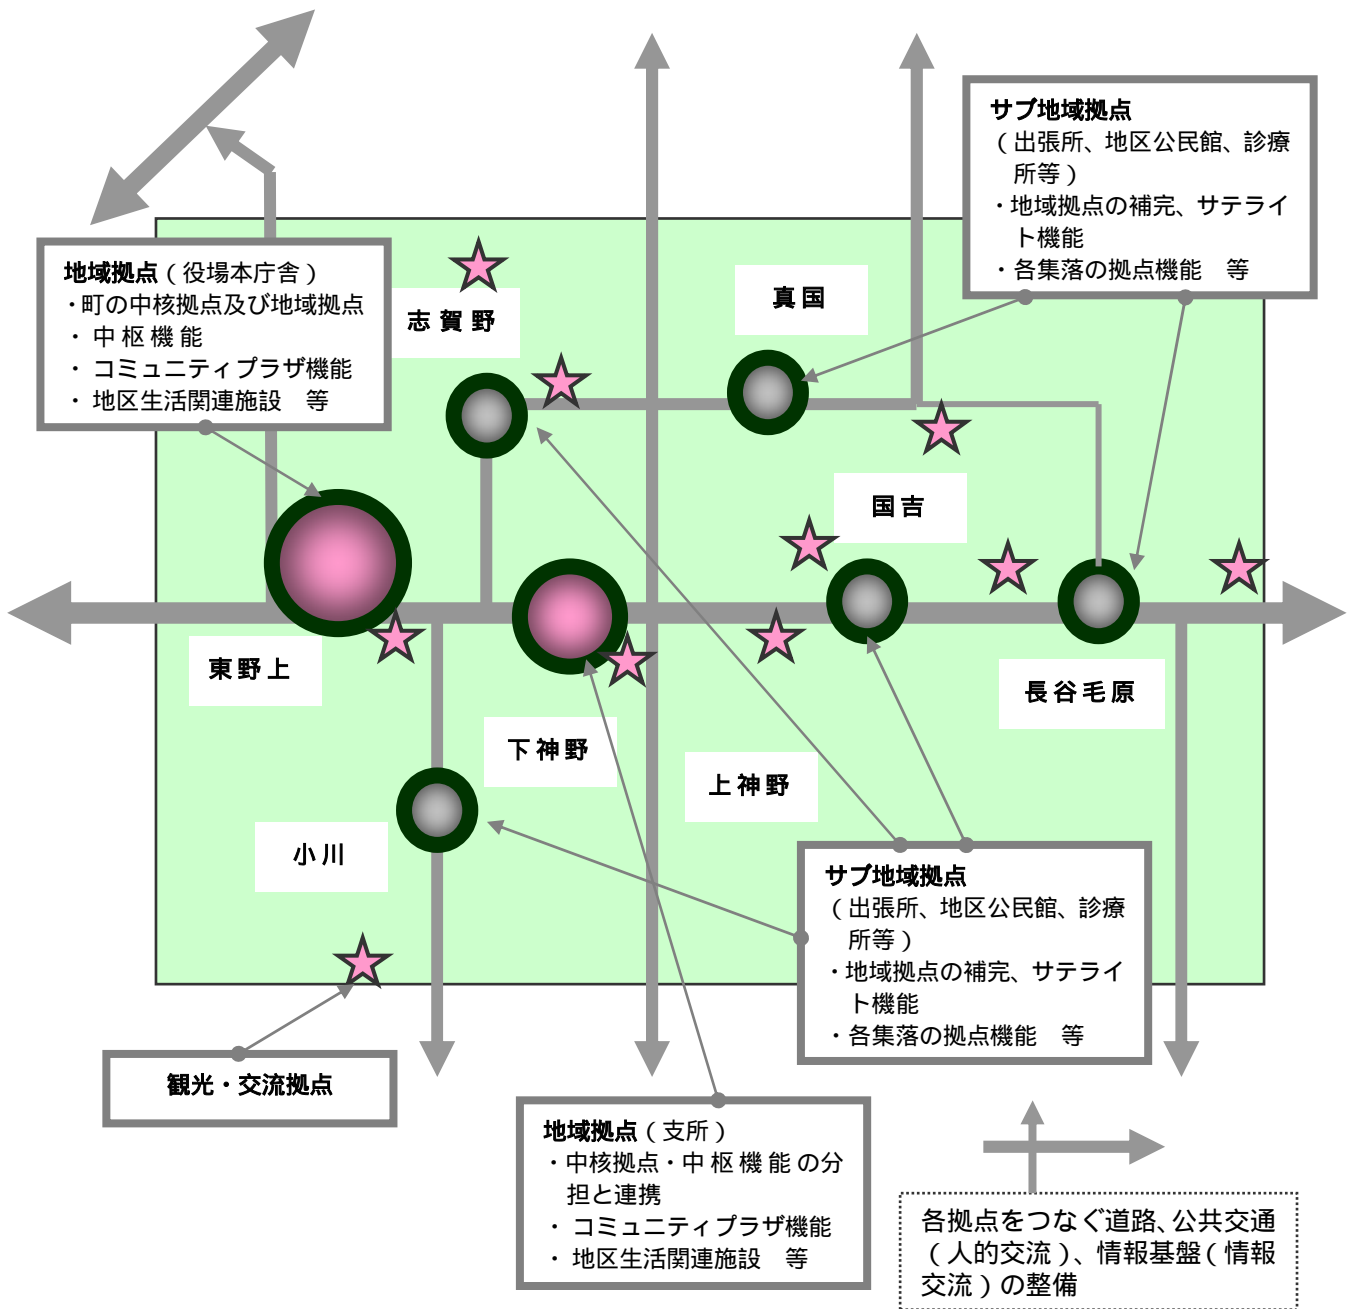 サブ地域拠点
（出張所、地区公民館、診療
所等）
・地域拠点の補完、サテライ
ト機能
・各集落の拠点機能　等
地域拠点（役場本庁舎）
・町の中核拠点及び地域拠点
・中枢機能
・コミュニティプラザ機能
・地区生活関連施設　等
志賀野
真国
国吉
東野上
長谷毛原
下神野
上神野
小川
サブ地域拠点
（出張所、地区公民館、診療
所等）
・地域拠点の補完、サテライ
ト機能
・各集落の拠点機能　等
観光・交流拠点
地域拠点（支所）
・中核拠点・中枢機能の分
担と連携
・コミュニティプラザ機能
・地区生活関連施設　等
各拠点をつなぐ道路、公共交通
（人的交流）、情報基盤（情報
交流）の整備